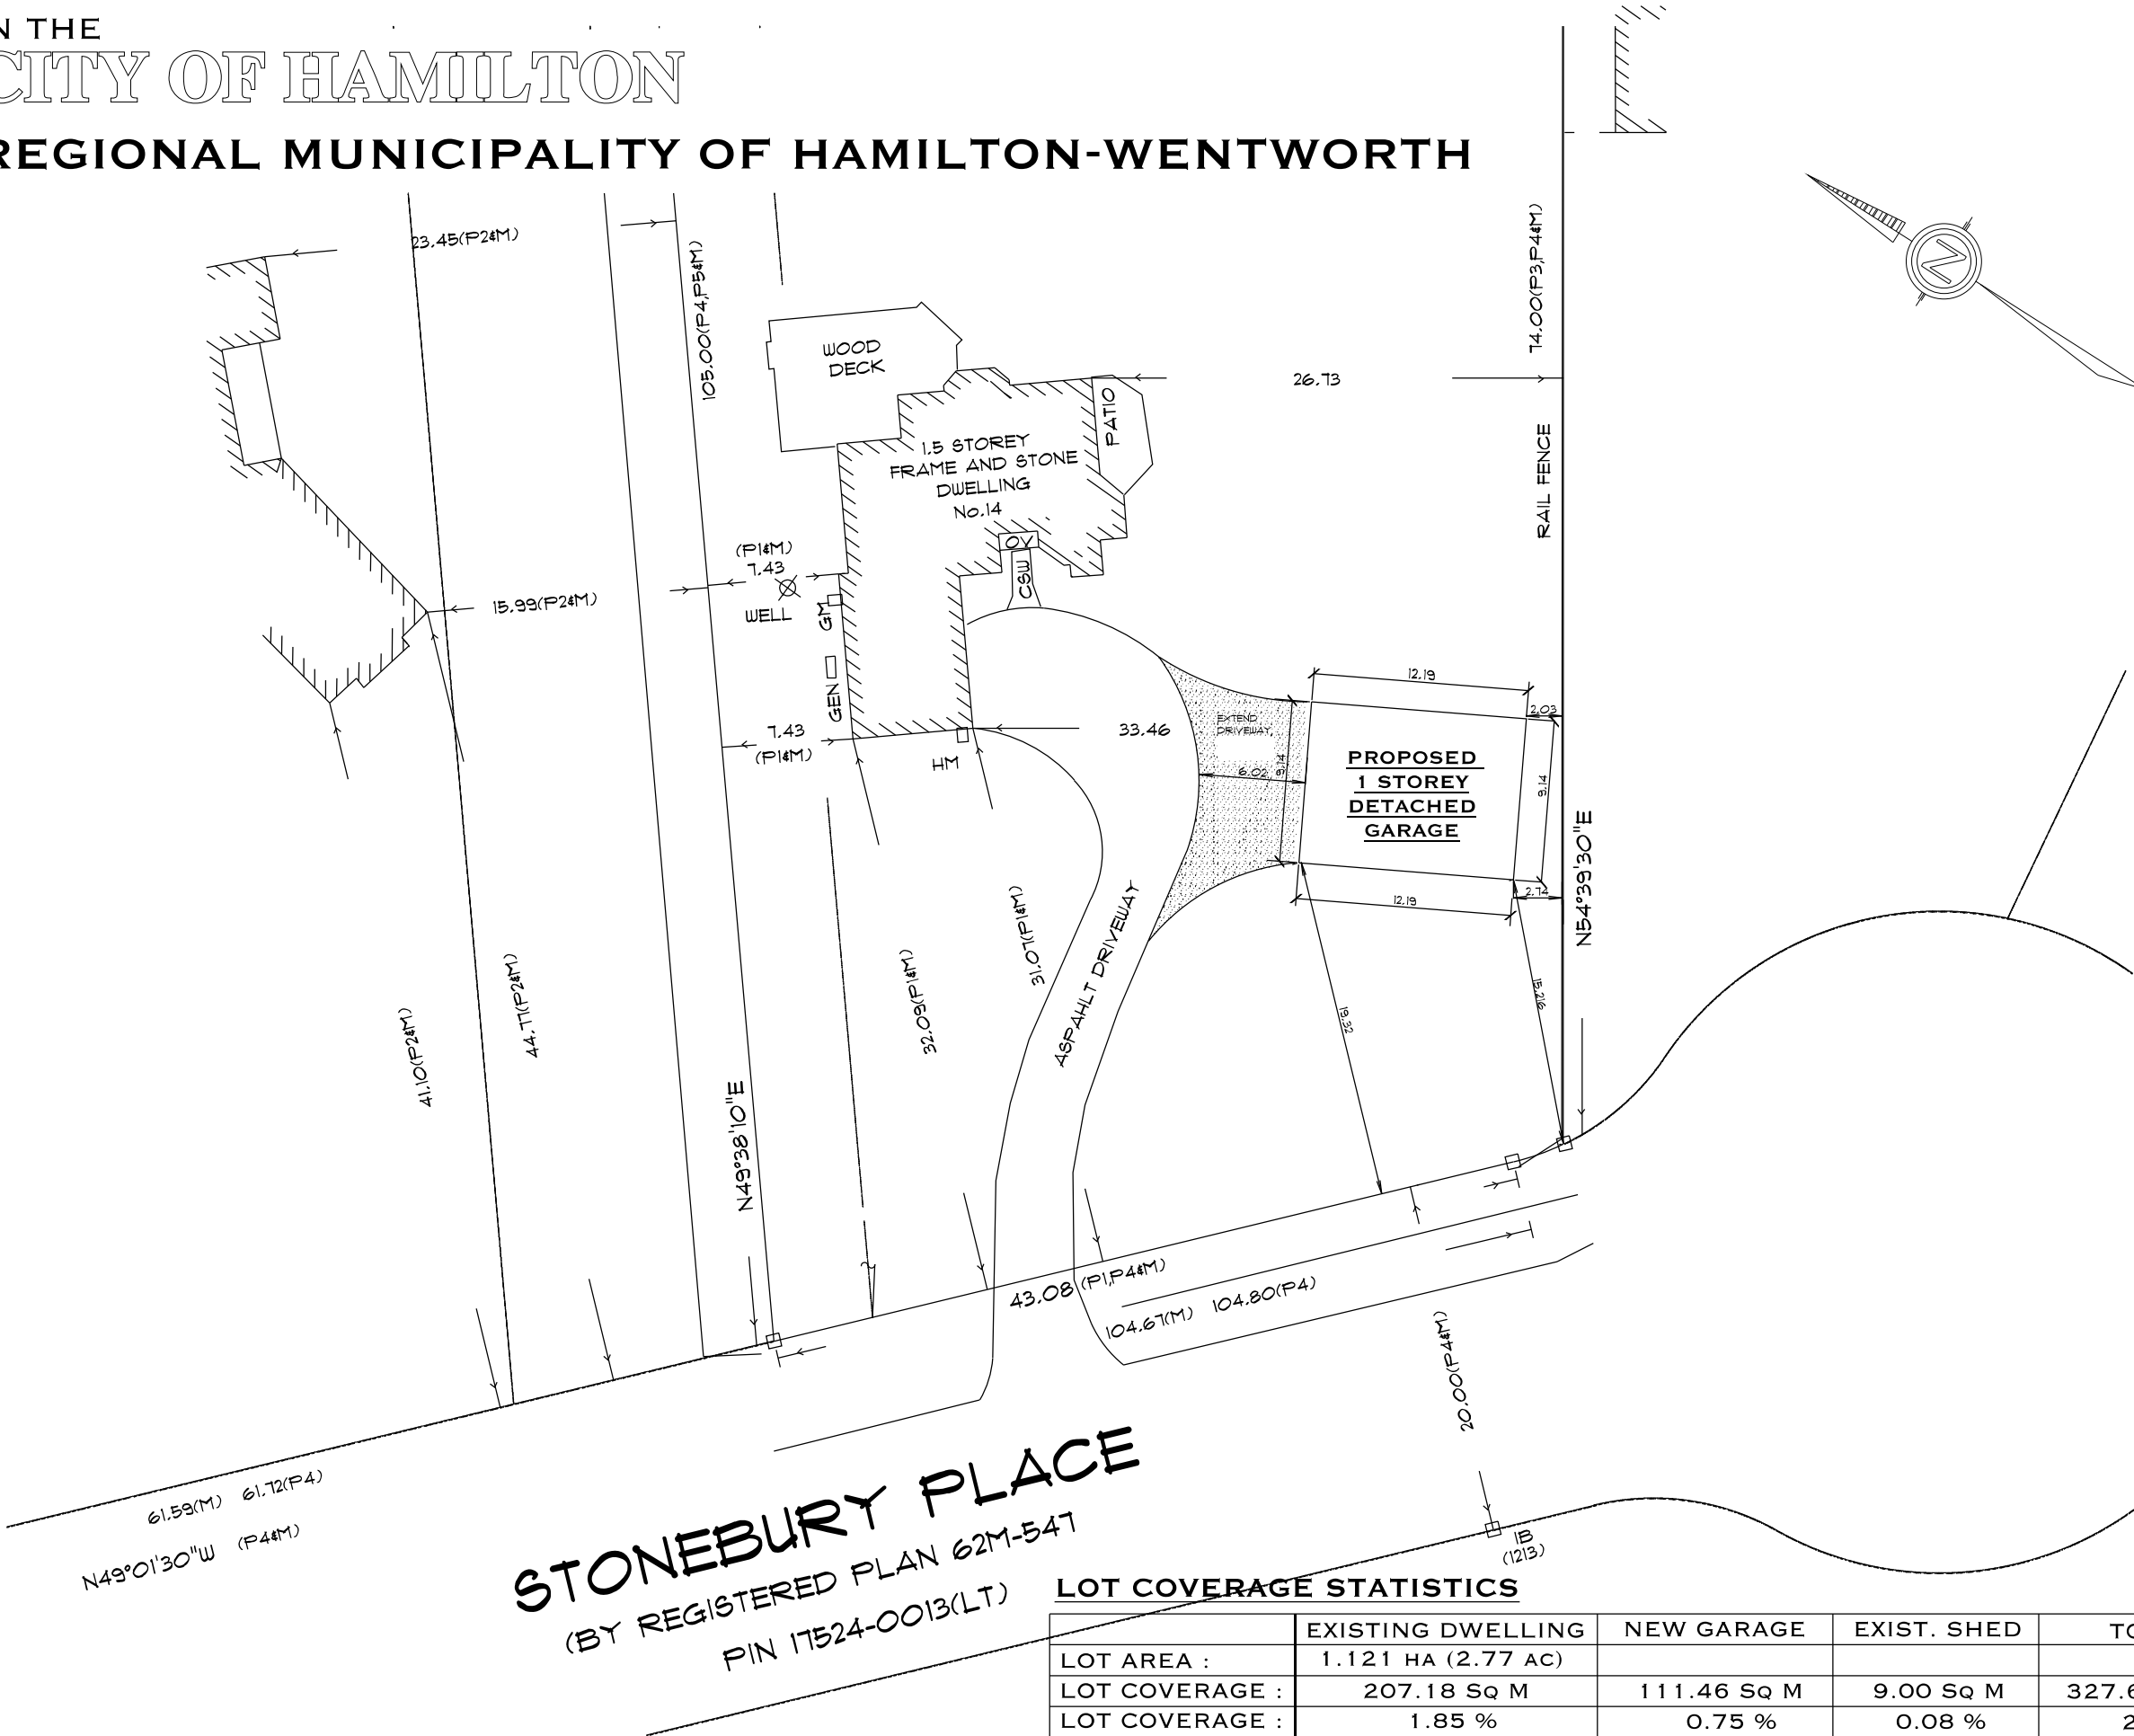 N THE
CITY OF HAMILTON
REGIONAL MUNICIPALITY OF HAMILTON-WENTWORTH
23.45(P2&M)
105.00(P4,P5&M)
74.00(P3,P4&M)
N
WOOD
DECK
26.73
PATIO
1.5 STOREY
FRAME AND STONE
DWELLING
No.14
RAIL FENCE
OV
CSW
(P1&M)
7.43
WELL
GM
15.99(P2&M)
GEN
7.43
(P1&M)
HM
33.46
EXTEND
DRIVEWAY,
6.02
9.14
12.19
2.03
PROPOSED
1 STOREY
DETACHED
GARAGE
9.14
12.19
2.74
N54°39'30"E
31.07(P1&M)
32.09(P1&M)
ASPAHLT DRIVEWAY
44.77(P2&M)
41.10(P2&M)
19.32
15.216
N49°38'10"E
43.08 (P1,P4&M)
104.67(M) 104.80(P4)
20.00(P4&M)
61.59(M) 61.72(P4)
N49°01'30"W (P4&M)
STONEBURY PLACE
(BY REGISTERED PLAN 62M-547
PIN 17524-0013(LT)
IB
(1213)
LOT COVERAGE STATISTICS
EXISTING DWELLING NEW GARAGE EXIST. SHED TO
LOT AREA : 1.121 HA (2.77 AC)
LOT COVERAGE : 207.18 SQ M 111.46 SQ M 9.00 SQ M 327.6
LOT COVERAGE : 1.85 % 0.75 % 0.08 % 2